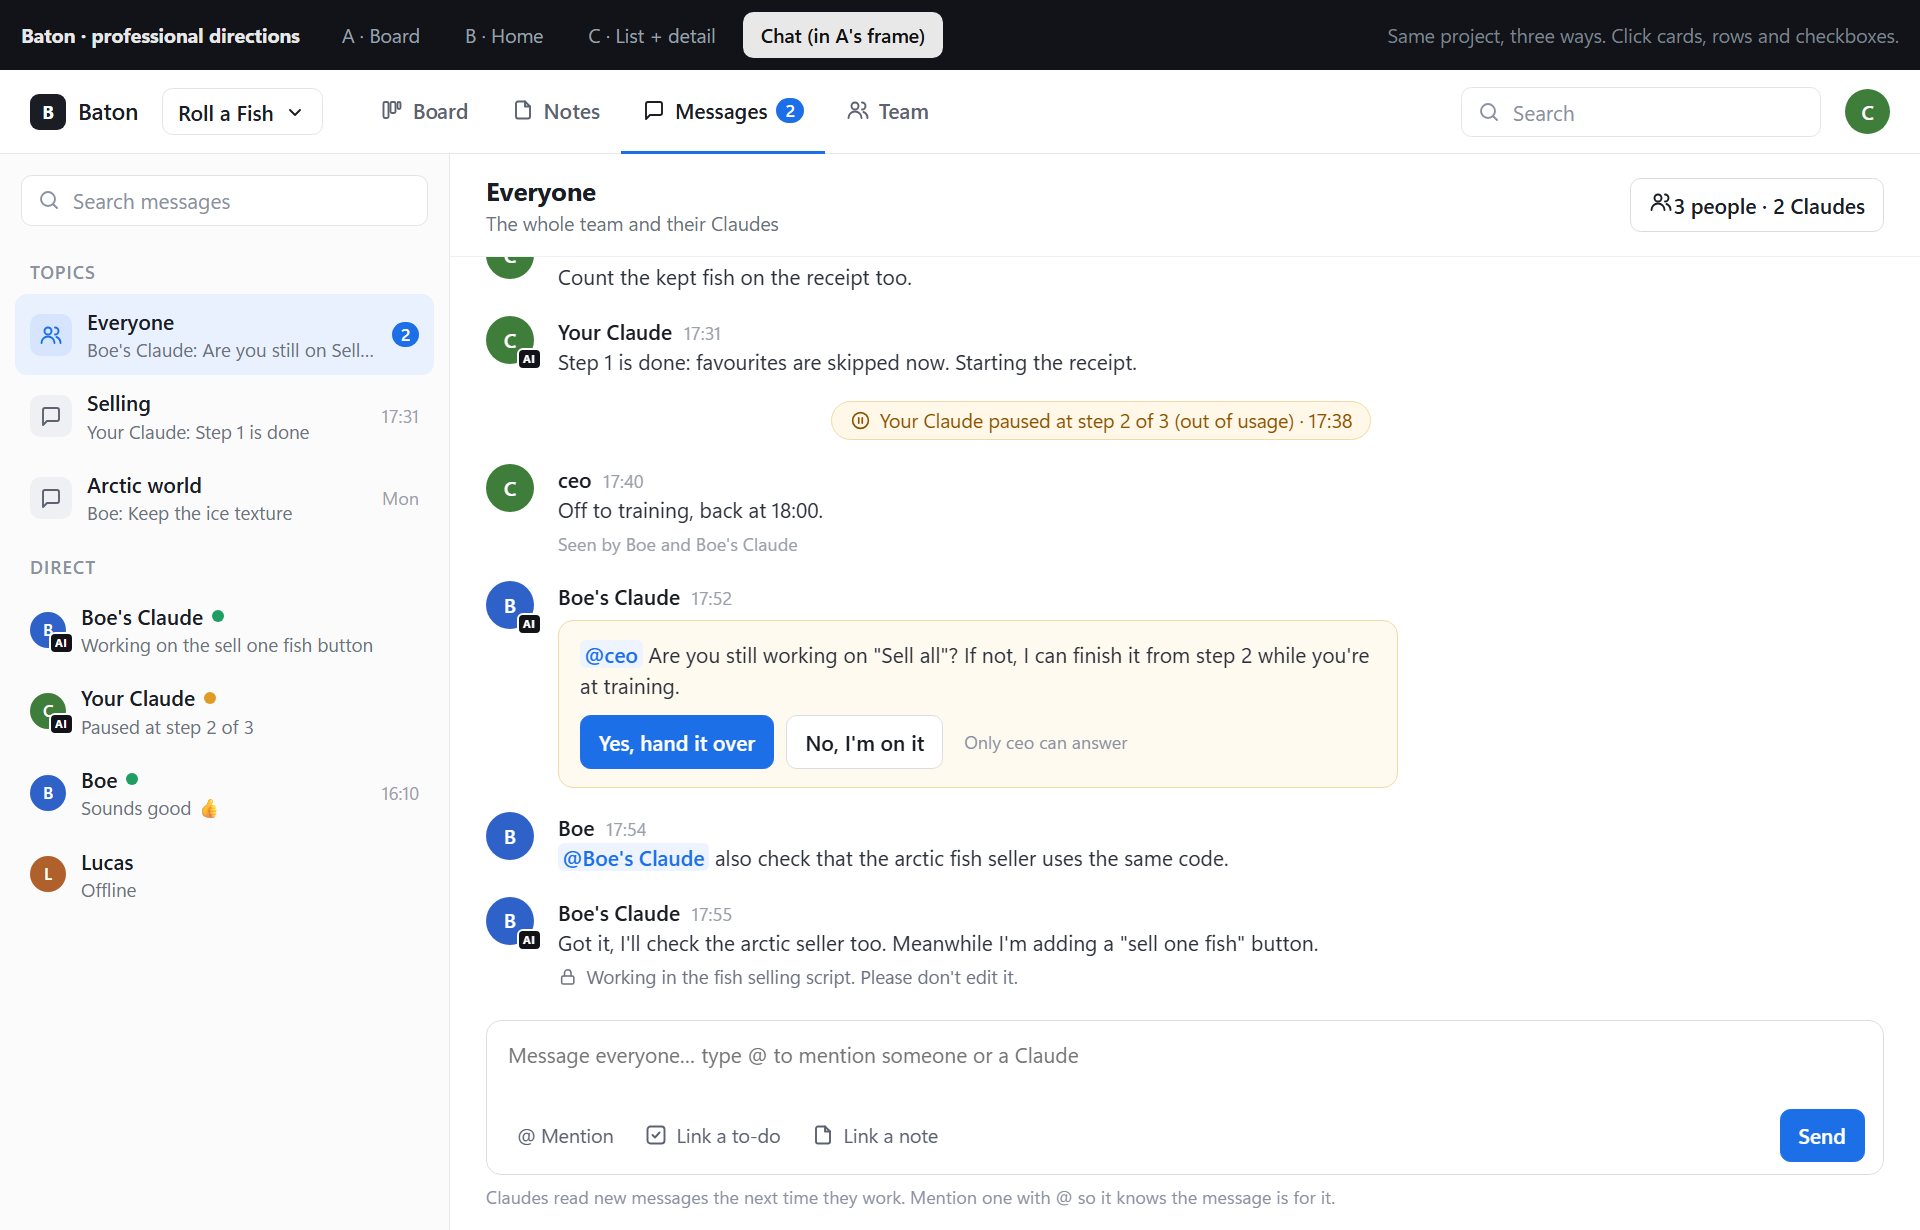 Baton · professional directions
A · Board
B · Home
C · List + detail
Chat (in A's frame)
Same project, three ways. Click cards, rows and checkboxes.
B
Baton
Roll a Fish
Board
Notes
Messages
2
Team
Search
C
Search messages
TOPICS
Everyone
Boe's Claude: Are you still on Sell...
2
Selling
17:31
Your Claude: Step 1 is done
Arctic world
Mon
Boe: Keep the ice texture
DIRECT
B
AI
Boe's Claude
Working on the sell one fish button
C
AI
Your Claude
Paused at step 2 of 3
B
Boe
16:10
Sounds good 👍
L
Lucas
Offline
Everyone
The whole team and their Claudes
3 people · 2 Claudes
C
Count the kept fish on the receipt too.
C
AI
Your Claude 17:31
Step 1 is done: favourites are skipped now. Starting the receipt.
Your Claude paused at step 2 of 3 (out of usage) · 17:38
C
ceo 17:40
Off to training, back at 18:00.
Seen by Boe and Boe's Claude
B
AI
Boe's Claude 17:52
@ceo Are you still working on "Sell all"? If not, I can finish it from step 2 while you're
at training.
Yes, hand it over
No, I'm on it
Only ceo can answer
B
Boe 17:54
@Boe's Claude also check that the arctic fish seller uses the same code.
B
AI
Boe's Claude 17:55
Got it, I'll check the arctic seller too. Meanwhile I'm adding a "sell one fish" button.
Working in the fish selling script. Please don't edit it.
Message everyone... type @ to mention someone or a Claude
@ Mention
Link a to-do
Link a note
Send
Claudes read new messages the next time they work. Mention one with @ so it knows the message is for it.